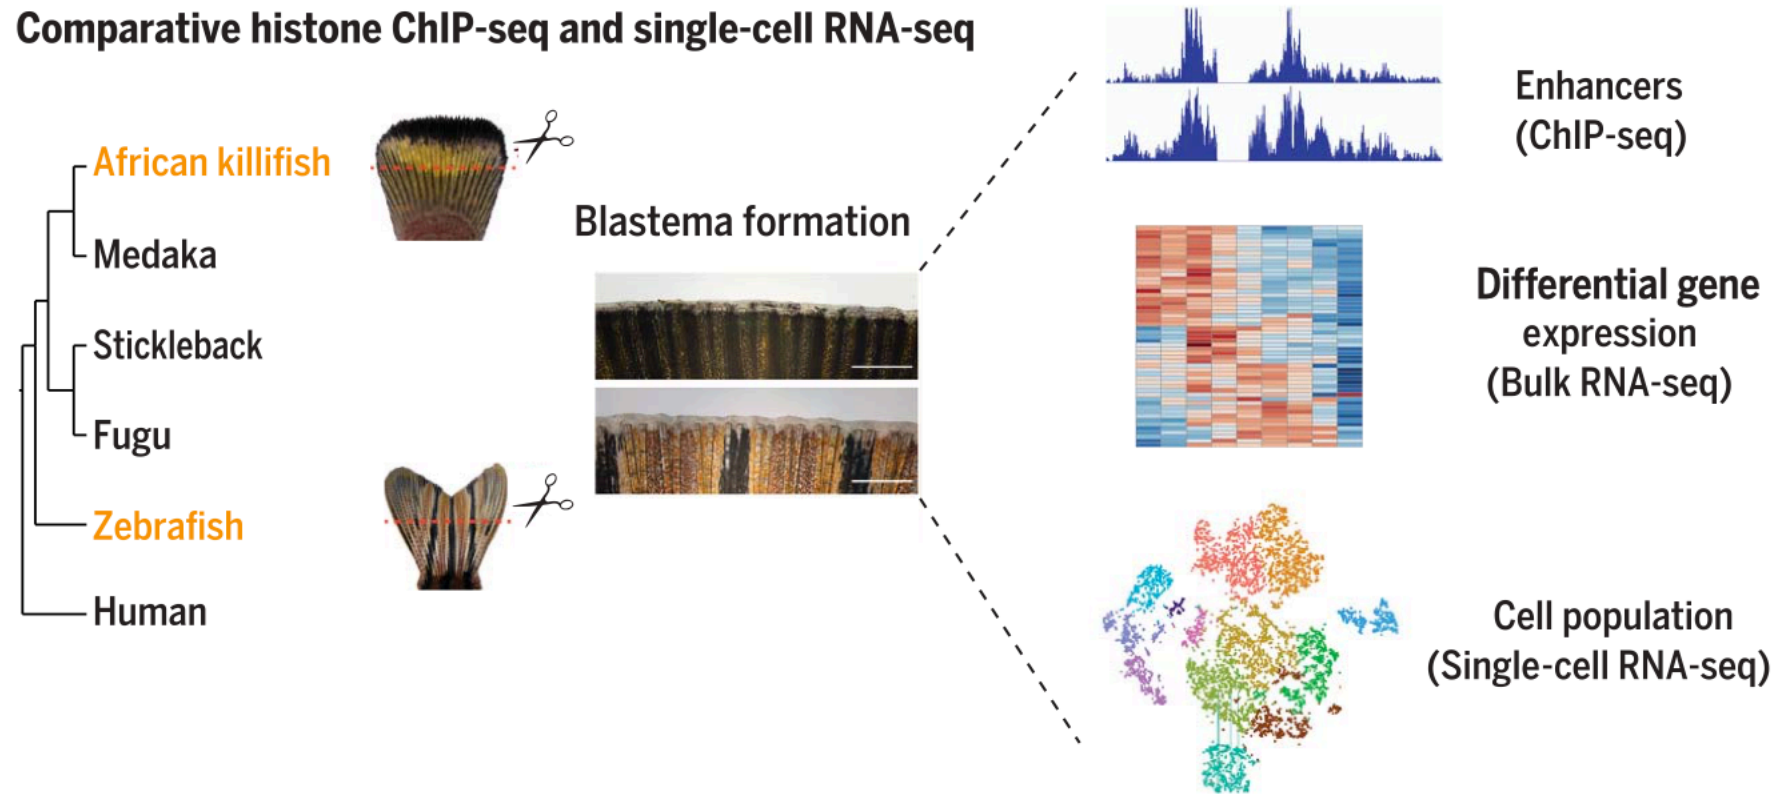 Comparative histone ChIP-seq and single-cell RNA-seq
African killifish
Medaka
Stickleback
Fugu
Zebrafish
Human
Blastema formation
Enhancers
(ChIP-seq)
Differential gene
expression
(Bulk RNA-seq)
Cell population
(Single-cell RNA-seq)